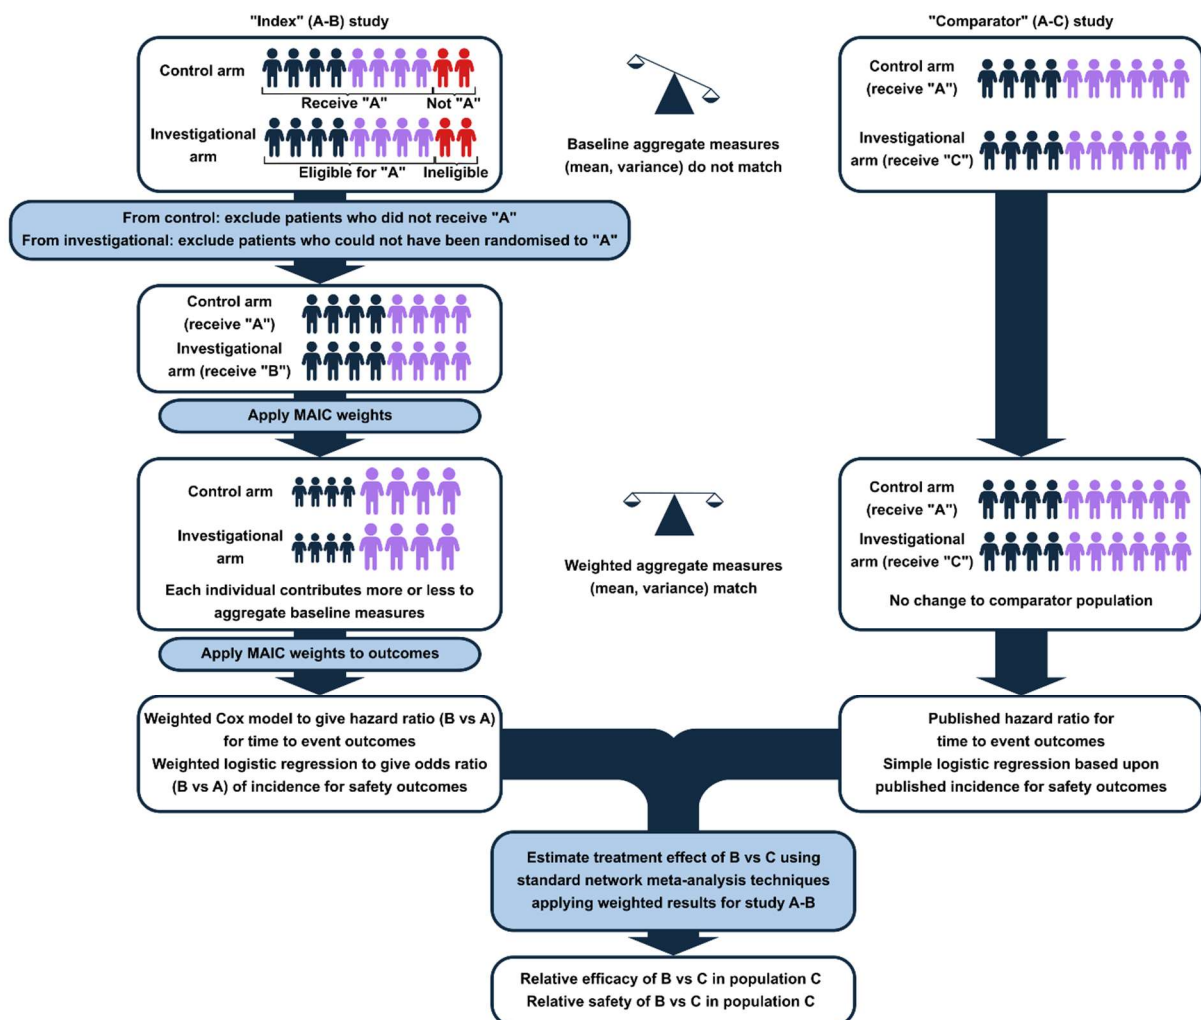 "Index" (A-B) study
Control arm
Receive "A"
Not "A"
Investigational
arm
Eligible for "A"
Ineligible
Baseline aggregate measures
(mean, variance) do not match
"Comparator" (A-C) study
Control arm
(receive "A")
Investigational
arm (receive "C")
From control: exclude patients who did not receive "A"
From investigational: exclude patients who could not have been randomised to "A"
Control arm
(receive "A")
Investigational
arm (receive "B")
Apply MAIC weights
Control arm
Investigational
arm
Each individual contributes more or less to
aggregate baseline measures
Weighted aggregate measures
(mean, variance) match
Control arm
(receive "A")
Investigational
arm (receive "C")
No change to comparator population
Apply MAIC weights to outcomes
Weighted Cox model to give hazard ratio (B vs A)
for time to event outcomes
Weighted logistic regression to give odds ratio
(B vs A) of incidence for safety outcomes
Published hazard ratio for
time to event outcomes
Simple logistic regression based upon
published incidence for safety outcomes
Estimate treatment effect of B vs C using
standard network meta-analysis techniques
applying weighted results for study A-B
Relative efficacy of B vs C in population C
Relative safety of B vs C in population C